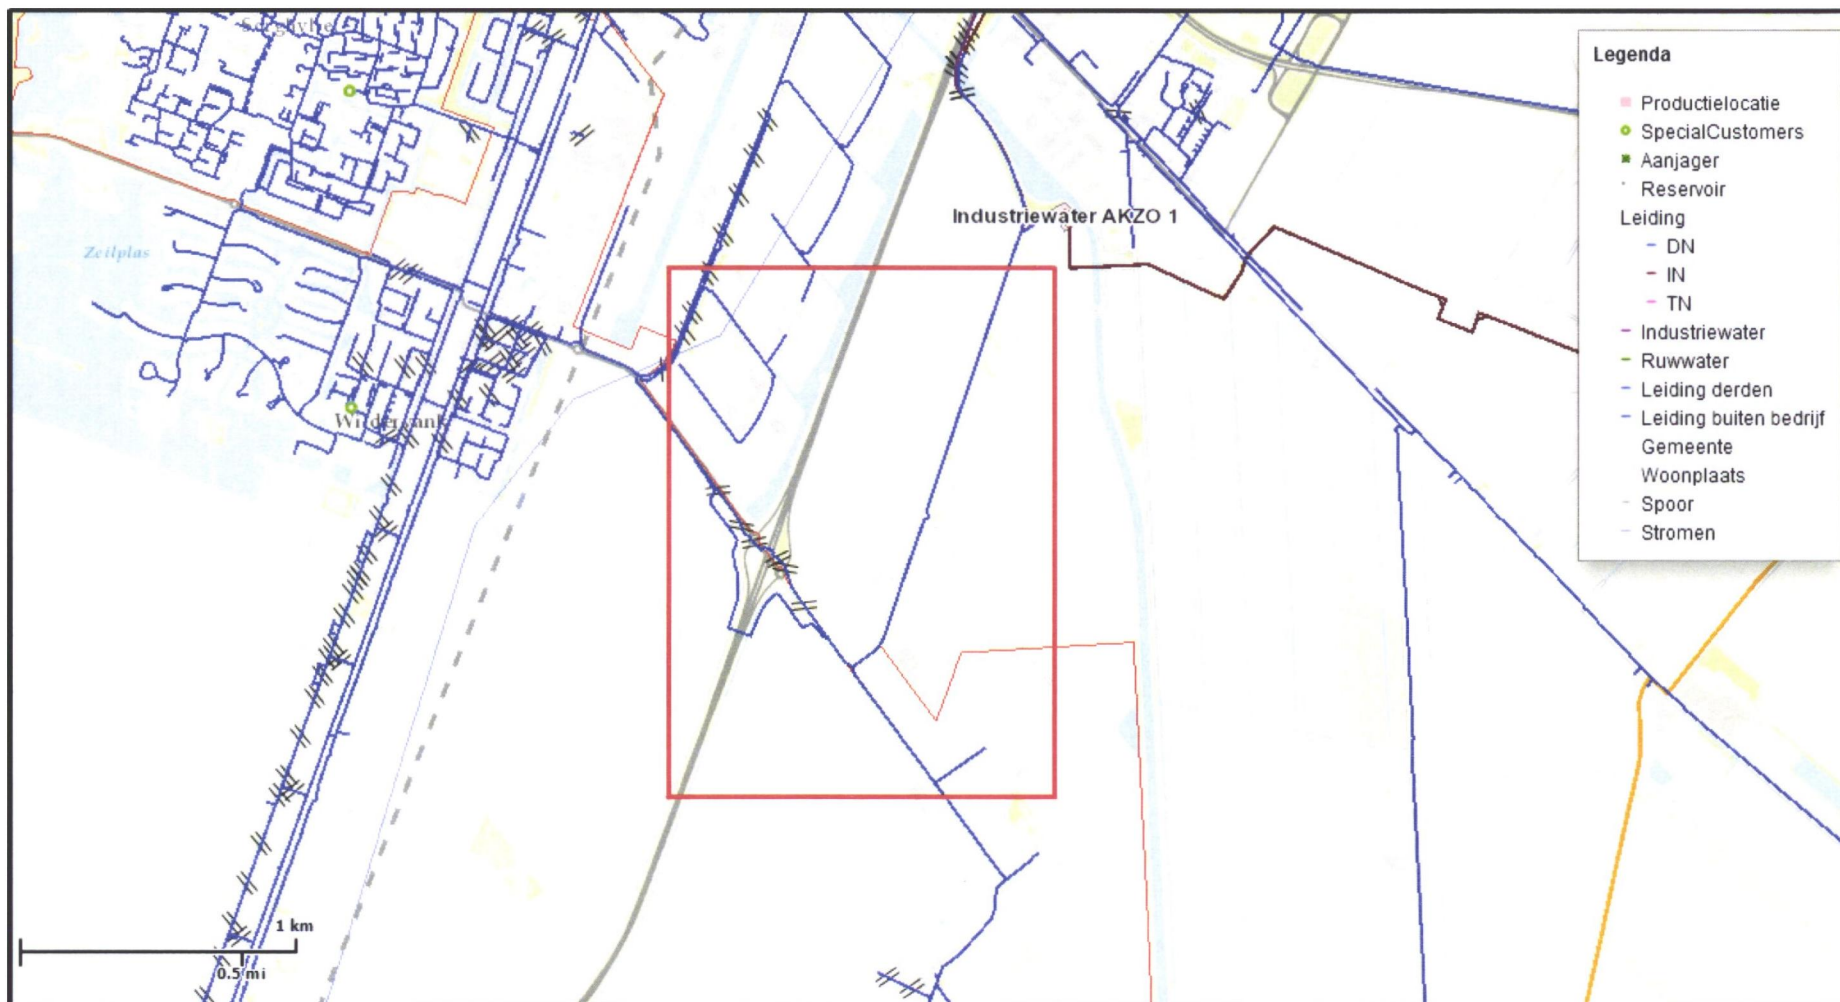 Zeilplas
Industriewater AKZO 1
Wildervank
1 km
0.5 mi
Legenda
Productielocatie
SpecialCustomers
Aanjager
Reservoir
Leiding
DN
IN
TN
Industriewater
Ruwwater
Leiding derden
Leiding buiten bedrijf
Gemeente
Woonplaats
Spoor
Stromen